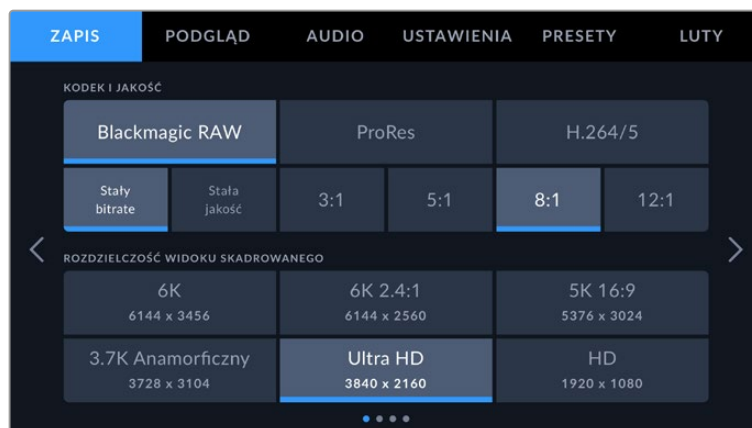 ZAPIS PODGLĄD AUDIO USTAWIENIA PRESETY LUTY
KODEK I JAKOŚĆ
Blackmagic RAW ProRes H.264/5
Stały bitrate Stała jakość 3:1 5:1 8:1 12:1
ROZDZIELCZOŚĆ WIDOKU SKADROWANEGO
6K 6K 2.4:1 5K 16:9
6144 x 3456 6144 x 2560 5376 x 3024
3.7K Anamorficzny Ultra HD HD
3728 x 3104 3840 x 2160 1920 x 1080